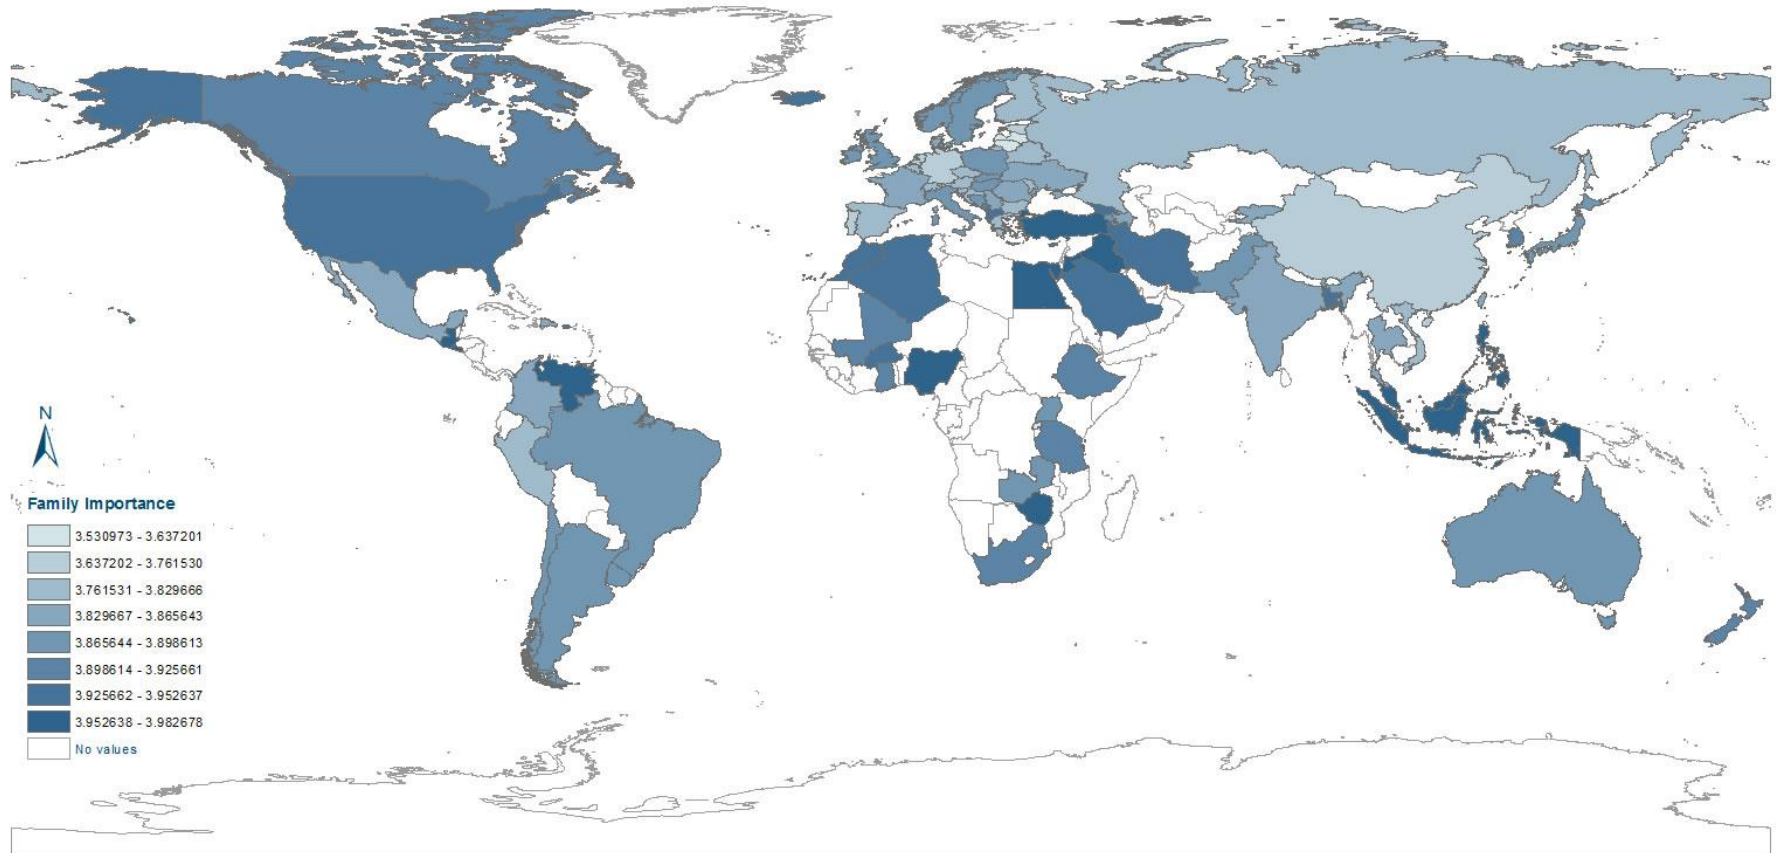 N
Family Importance
3.530973 - 3.637201
3.637202 - 3.761530
3.761531 - 3.829666
3.829667 - 3.865643
3.865644 - 3.898613
3.898614 - 3.925661
3.925662 - 3.952637
3.952638 - 3.982678
No values